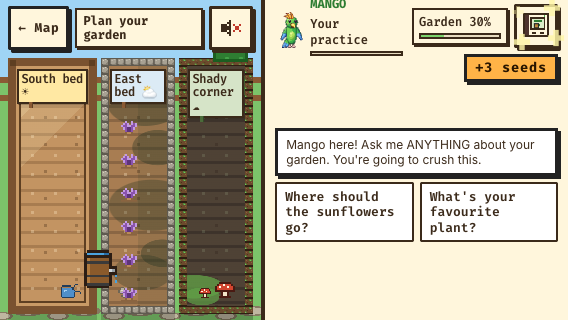 ← Map
Plan your
garden
South bed
East
bed
Shady
corner
MANGO
Your
practice
Garden 30%
+3 seeds
Mango here! Ask me ANYTHING about your
garden. You're going to crush this.
Where should
the sunflowers
go?
What's your
favourite
plant?